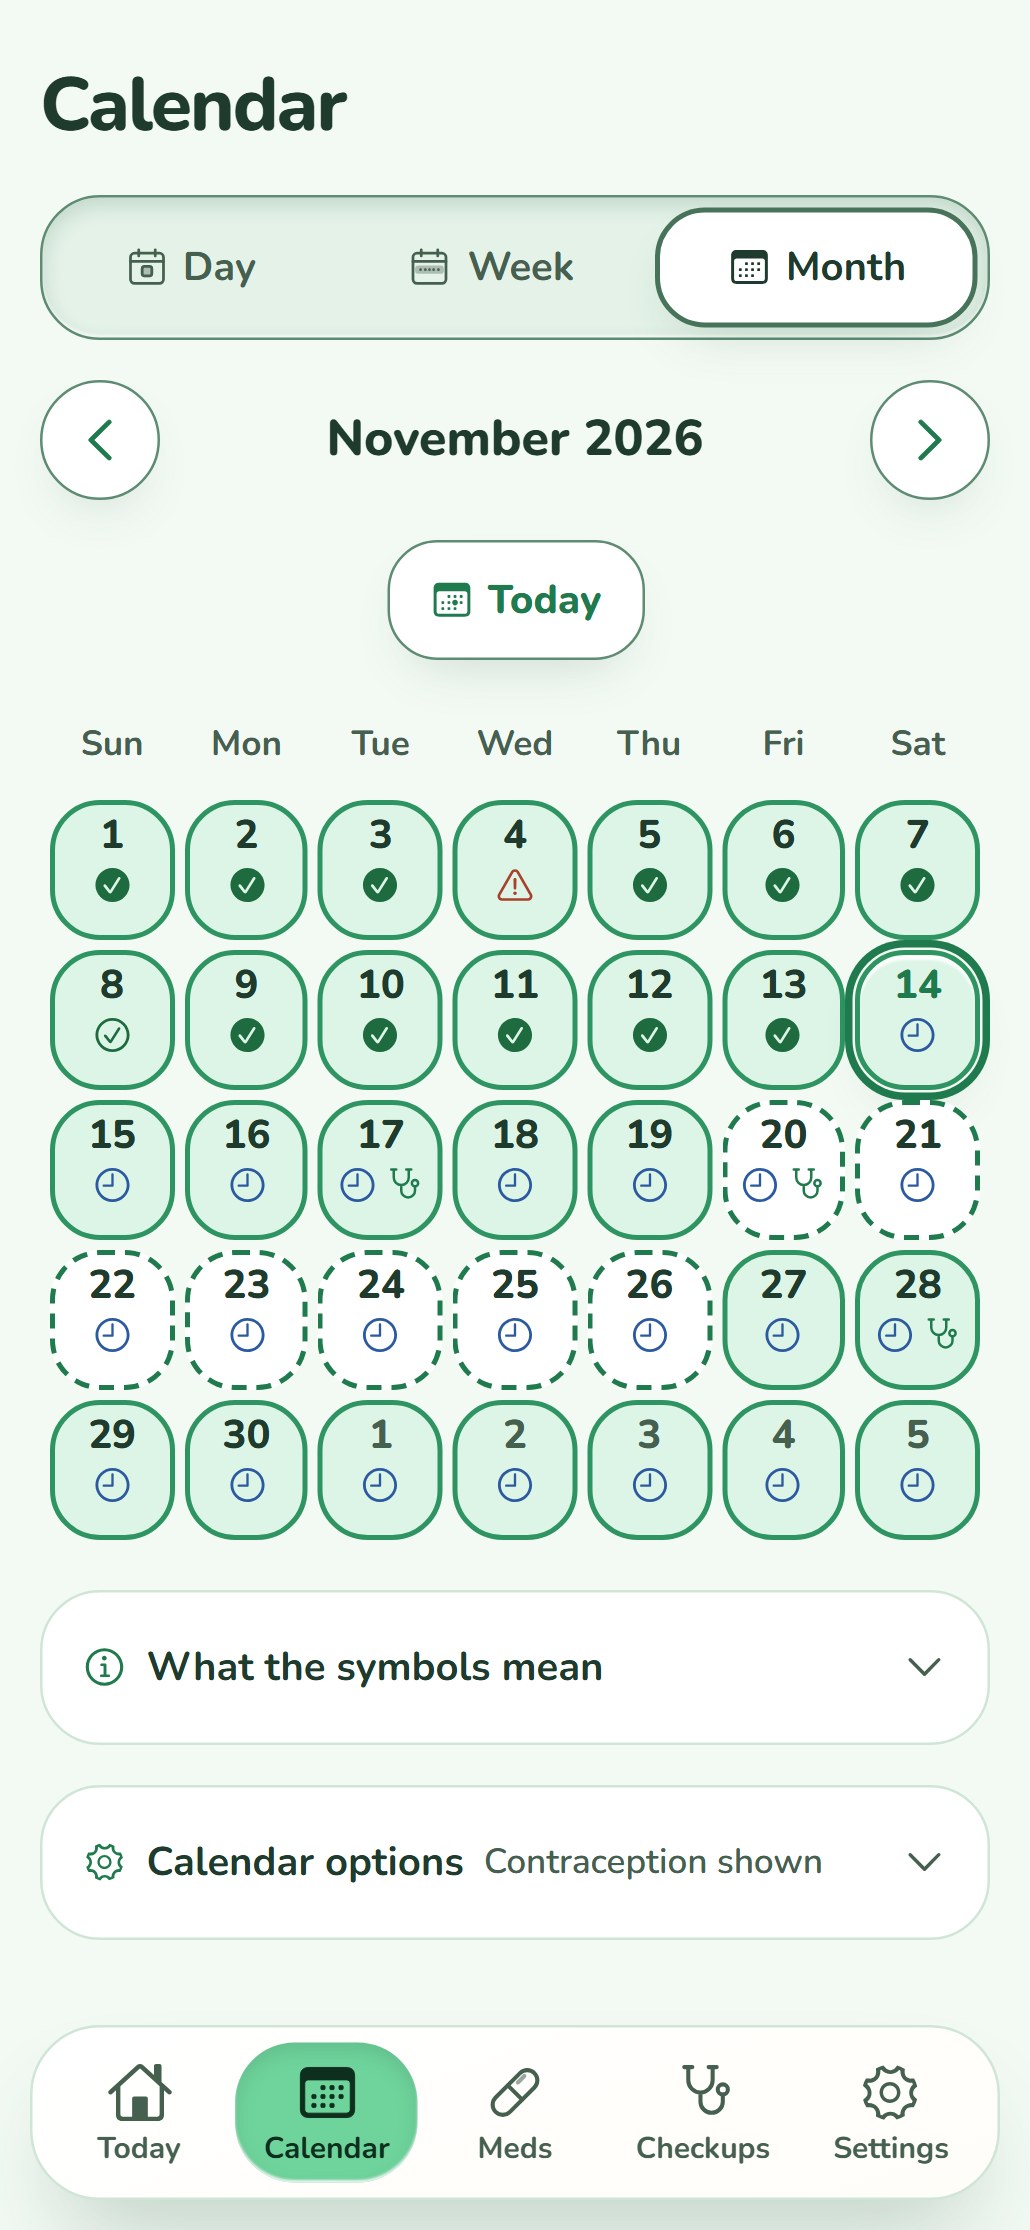 Calendar
Day Week Month
November 2026
Today
Sun Mon Tue Wed Thu Fri Sat
1 2 3 4 5 6 7
8 9 10 11 12 13 14
15 16 17 18 19 20 21
22 23 24 25 26 27 28
29 30 1 2 3 4 5
What the symbols mean
Calendar options Contraception shown
Today Calendar Meds Checkups Settings